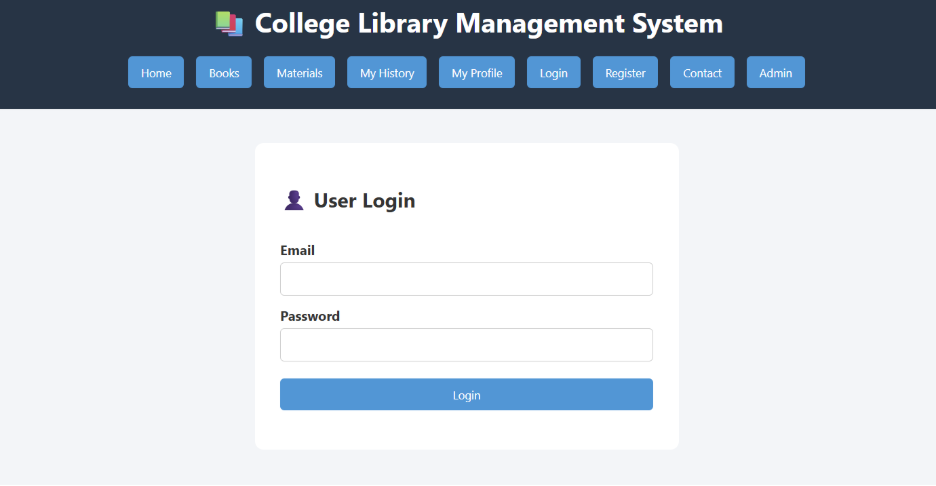 College Library Management System
Home Books Materials My History My Profile Login Register Contact Admin
User Login
Email
Password
Login